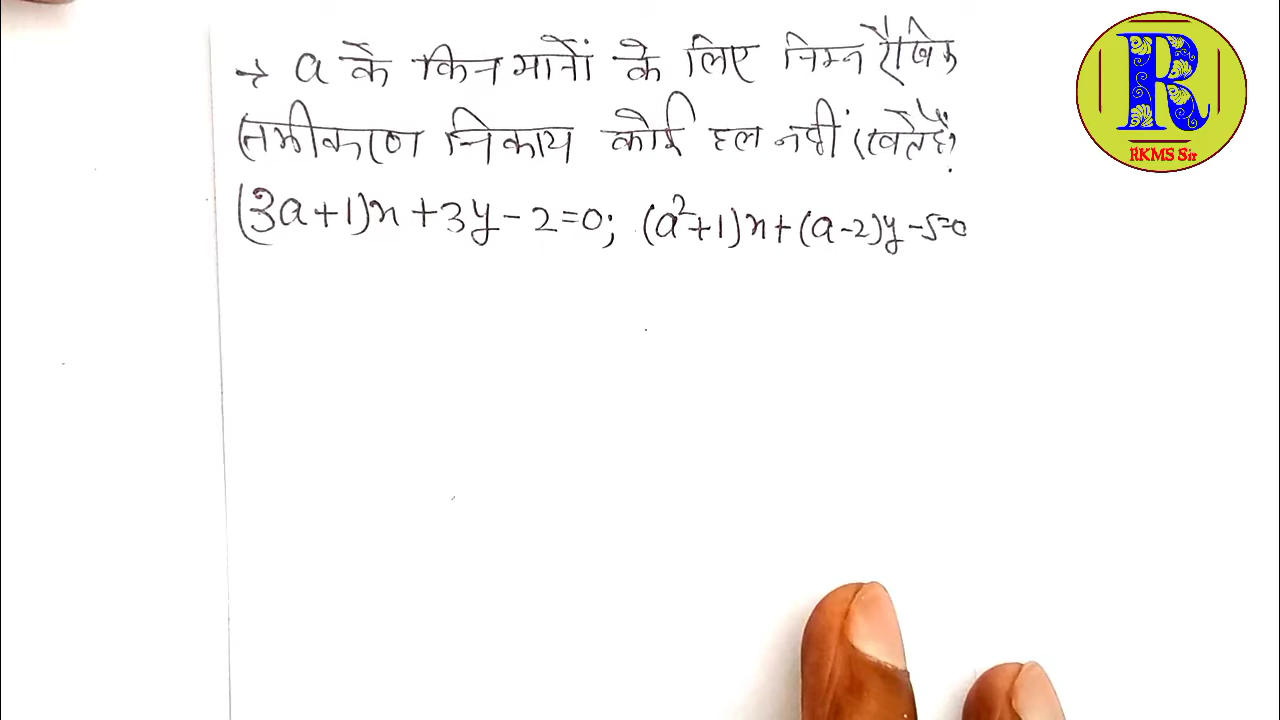 → a के किन मानों के लिए निम्न रैखिक
समीकरण निकाय कोई हल नहीं रखते हैं?
(3a+1)x+3y-2=0; (a²+1)x+(a-2)y-5=0
R
RKMS Sir